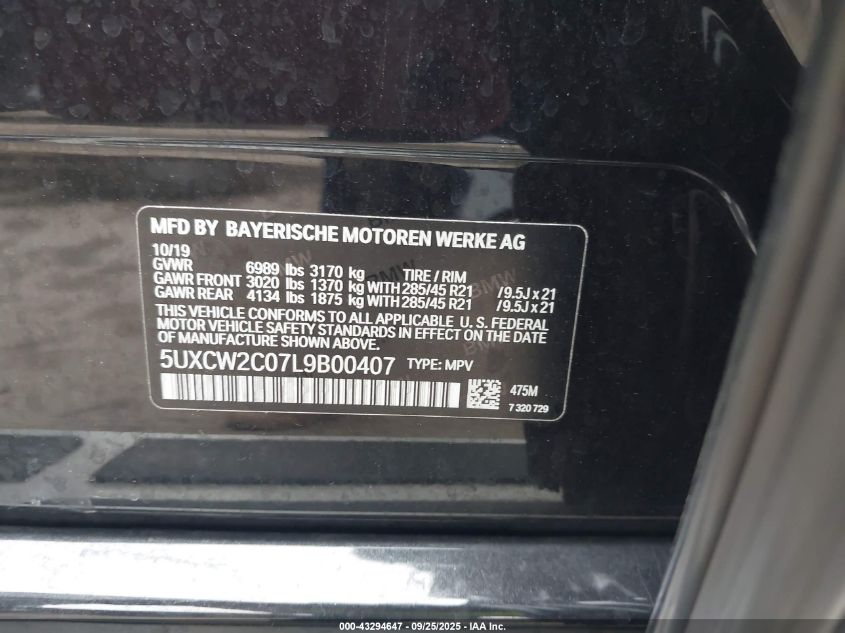 MFD BY BAYERISCHE MOTOREN WERKE AG
10/19
GVWR 6989 lbs 3170 kg TIRE / RIM
GAWR FRONT 3020 lbs 1370 kg WITH 285/45 R21 /9.5J x 21
GAWR REAR 4134 lbs 1875 kg WITH 285/45 R21 /9.5J x 21
THIS VEHICLE CONFORMS TO ALL APPLICABLE U. S. FEDERAL
MOTOR VEHICLE SAFETY STANDARDS IN EFFECT ON THE DATE
OF MANUFACTURE SHOWN ABOVE.
5UXCW2C07L9B00407 TYPE: MPV
475M
7 320 729
000-43294647 - 09/25/2025 - IAA Inc.